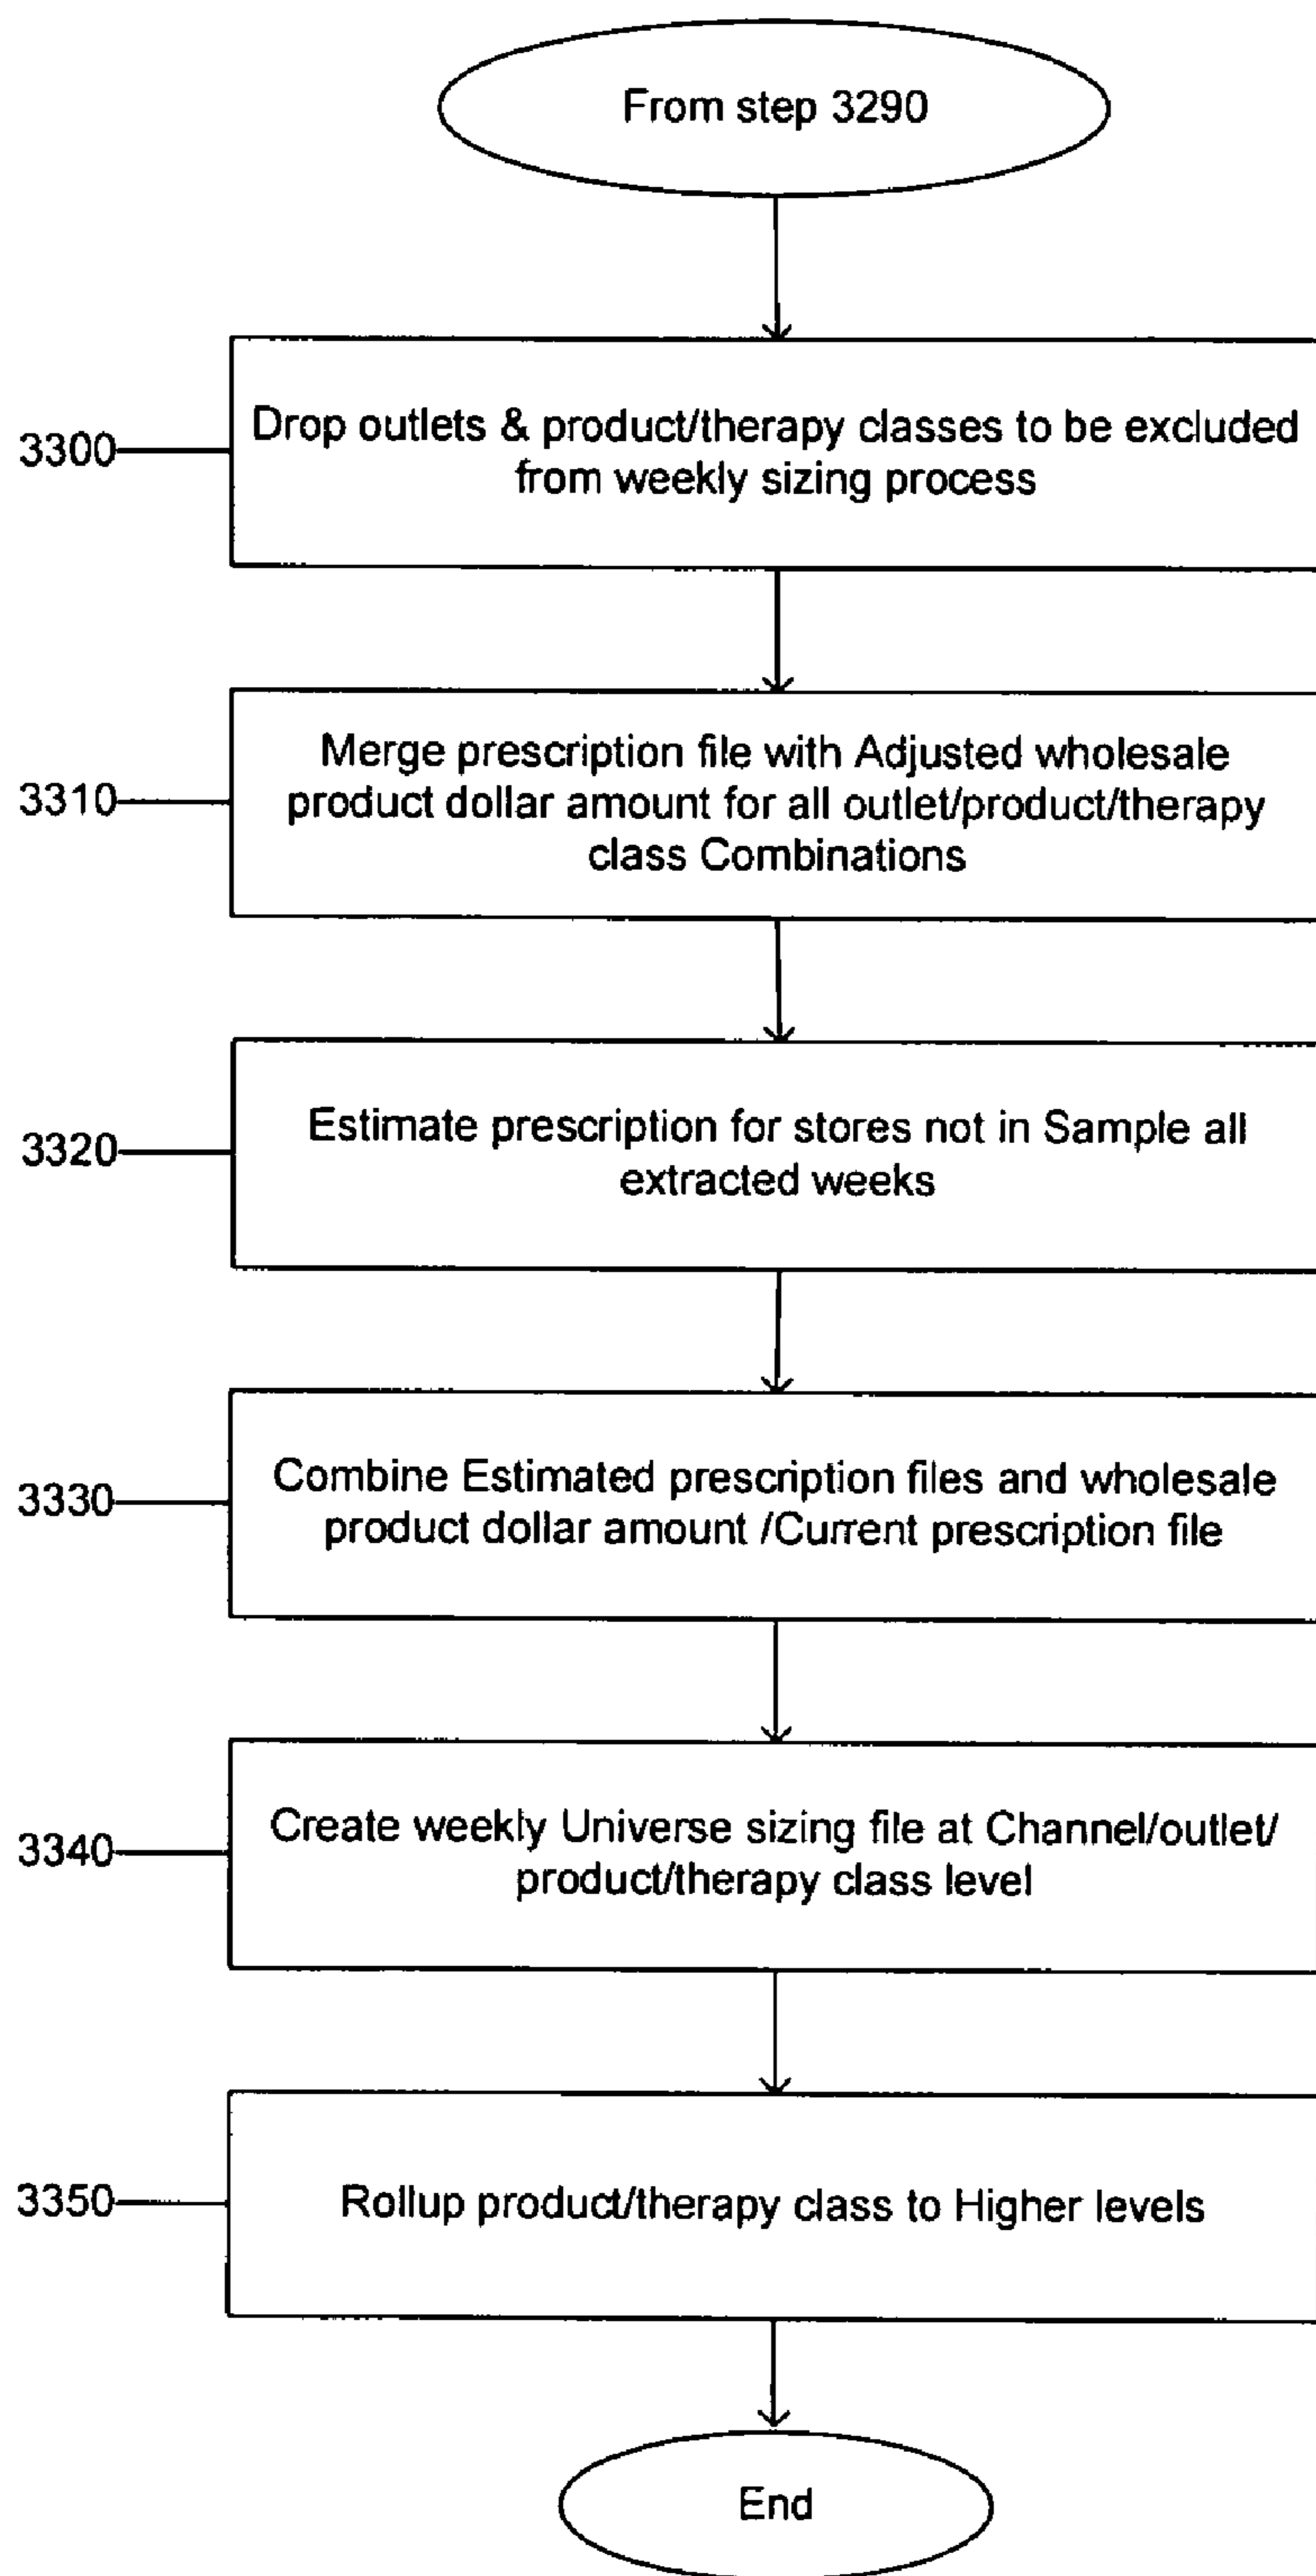 From step 3290
3300
Drop outlets & product/therapy classes to be excluded
from weekly sizing process
3310
Merge prescription file with Adjusted wholesale
product dollar amount for all outlet/product/therapy
class Combinations
3320
Estimate prescription for stores not in Sample all
extracted weeks
3330
Combine Estimated prescription files and wholesale
product dollar amount /Current prescription file
3340
Create weekly Universe sizing file at Channel/outlet/
product/therapy class level
3350
Rollup product/therapy class to Higher levels
End